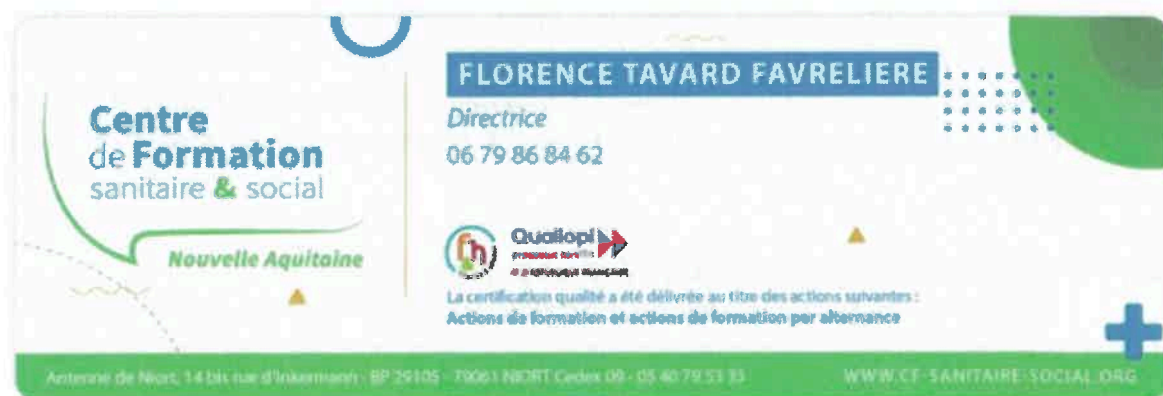 Centre
de Formation
sanitaire & social
Nouvelle Aquitaine
FLORENCE TAVARD FAVRELIERE
Directrice
06 79 86 84 62
Qualiopi
La certification qualité a été délivrée au titre des actions suivantes :
Actions de formation et actions de formation par alternance
Antenne de Niort, 14 bis rue d'Inkermann - BP 29105 - 79061 NIORT Cedex 09 - 05 40 79 53 33
WWW.CF-SANITAIRE-SOCIAL.ORG